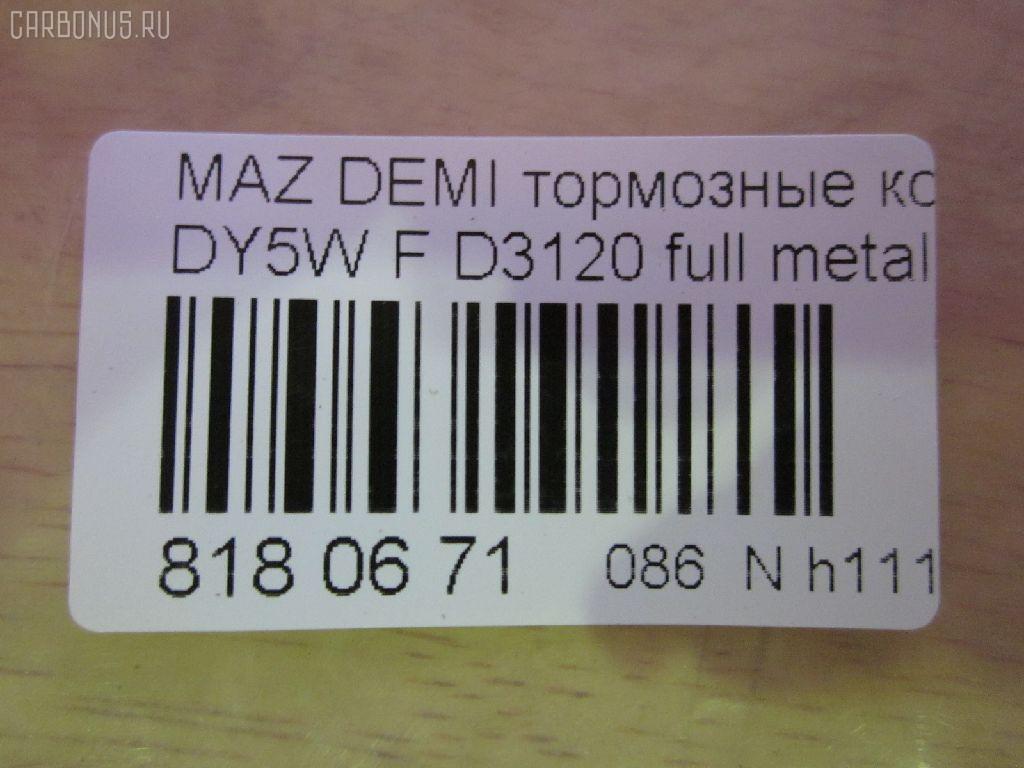 CARBONUS.RU
MAZ DEMI тормозные ко
DY5W F D3120 full metal
818 06 71 086 N h111